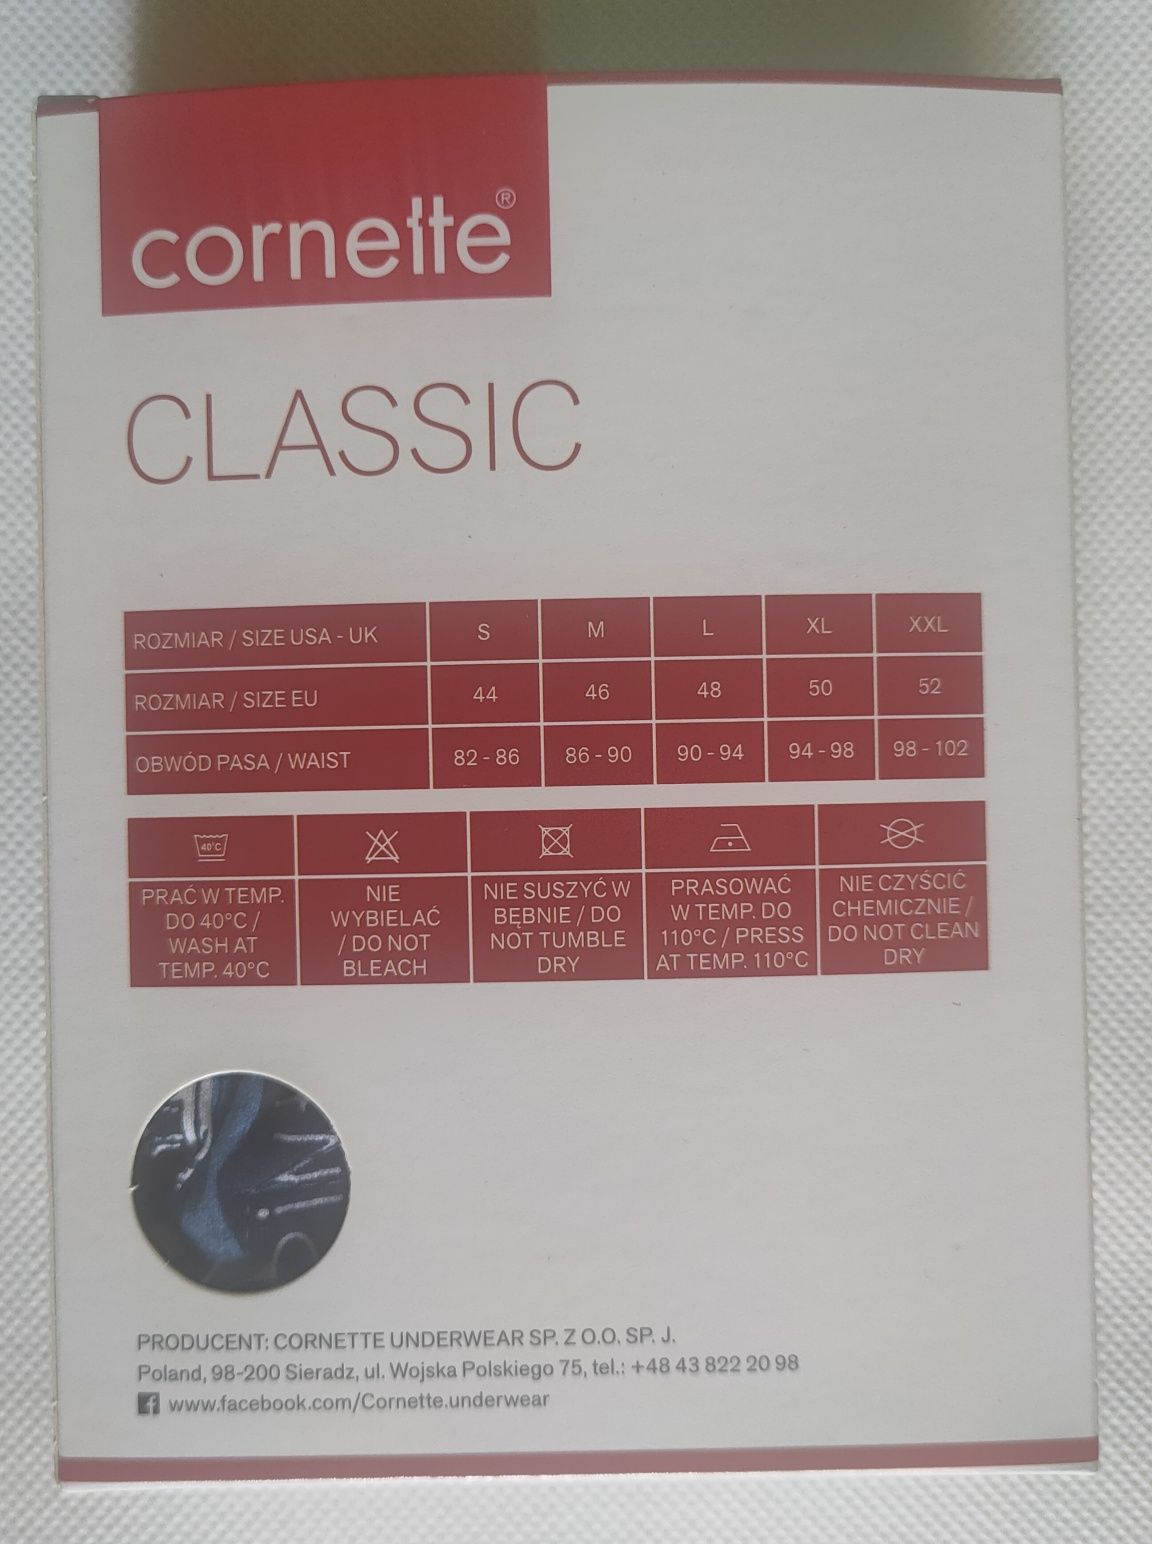 cornette®
CLASSIC
ROZMIAR / SIZE USA - UK S M L XL XXL
ROZMIAR / SIZE EU 44 46 48 50 52
OBWÓD PASA / WAIST 82 - 86 86 - 90 90 - 94 94 - 98 98 - 102
40°C
PRAĆ W TEMP.
DO 40°C /
WASH AT
TEMP. 40°C
NIE
WYBIELAĆ
/ DO NOT
BLEACH
NIE SUSZYĆ W
BĘBNIE / DO
NOT TUMBLE
DRY
PRASOWAĆ
W TEMP. DO
110°C / PRESS
AT TEMP. 110°C
NIE CZYŚCIĆ
CHEMICZNIE /
DO NOT CLEAN
DRY
PRODUCENT: CORNETTE UNDERWEAR SP. Z O.O. SP. J.
Poland, 98-200 Sieradz, ul. Wojska Polskiego 75, tel.: +48 43 822 20 98
f www.facebook.com/Cornette.underwear